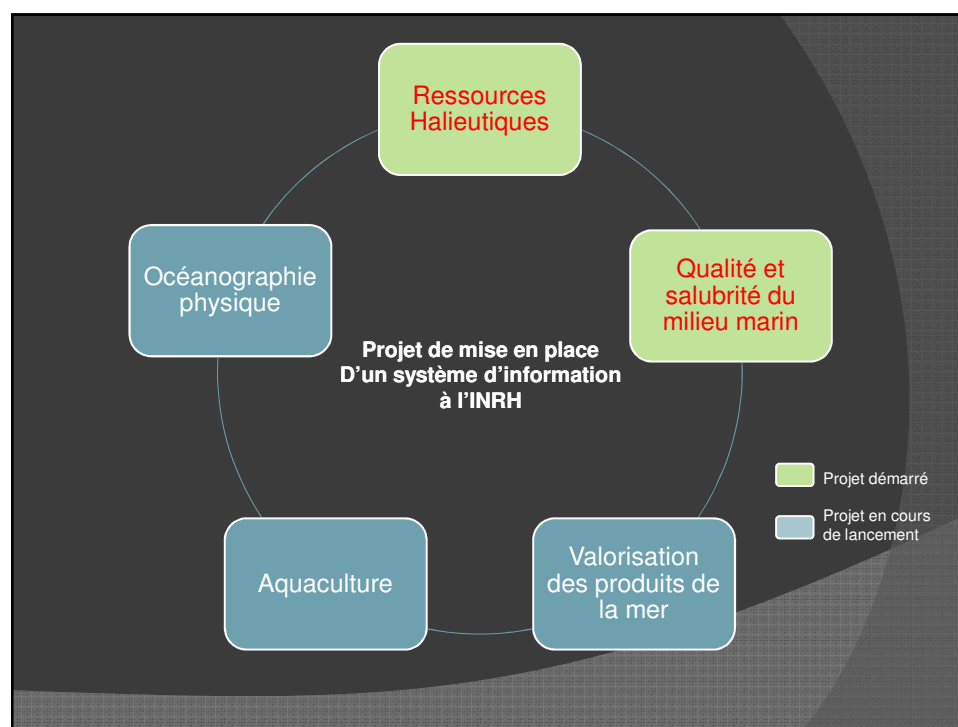 Ressources
Halieutiques
Océanographie
physique
Qualité et
salubrité du
milieu marin
Projet de mise en place
D'un système d'information
à l'INRH
Projet démarré
Projet en cours
de lancement
Aquaculture
Valorisation
des produits de
la mer